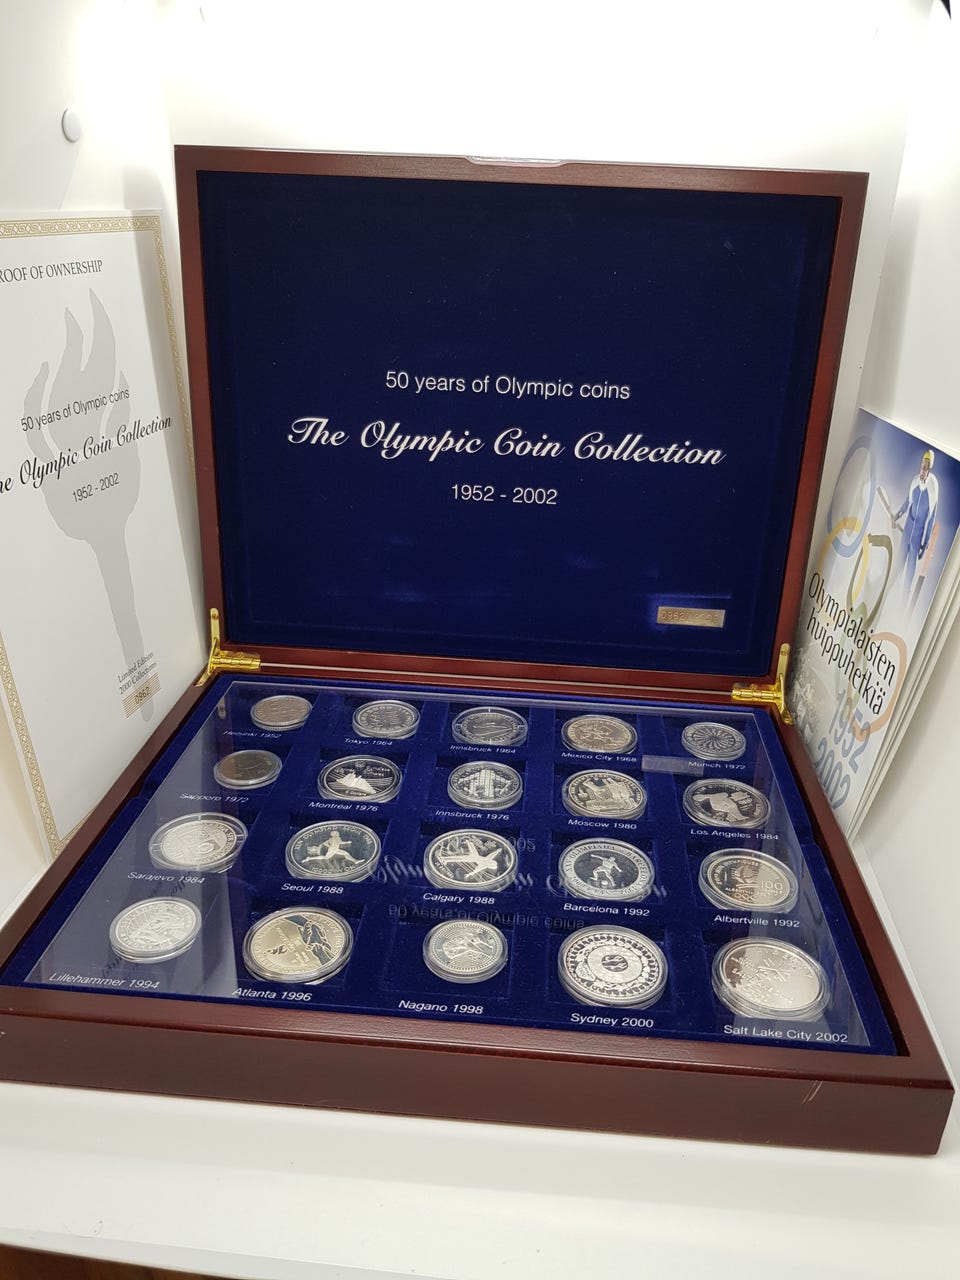 ROOF OF OWNERSHIP
50 years of Olympic coins
he Olympic Coin Collection
1952 - 2002
Limited Edition
2000 Collections
0962
50 years of Olympic coins
The Olympic Coin Collection
1952 - 2002
Olympialaisten
huippuhetkiä
1952
2002
Helsinki 1952
Tokyo 1964
Innsbruck 1964
Mexico City 1968
Munich 1972
Sapporo 1972
Montréal 1976
Innsbruck 1976
Moscow 1980
Los Angeles 1984
Sarajevo 1984
Seoul 1988
Calgary 1988
Barcelona 1992
Albertville 1992
100
Lillehammer 1994
Atlanta 1996
Nagano 1998
Sydney 2000
Salt Lake City 2002